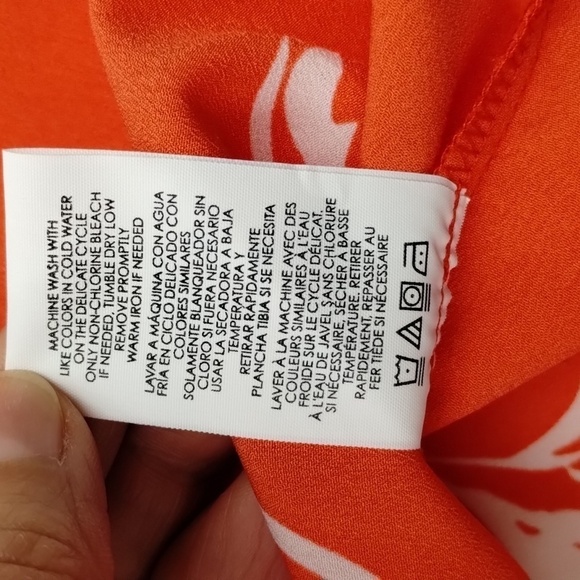 MACHINE WASH WITH
LIKE COLORS IN COLD WATER
ON THE DELICATE CYCLE
ONLY NON-CHLORINE BLEACH
IF NEEDED, TUMBLE DRY LOW
REMOVE PROMPTLY
WARM IRON IF NEEDED
LAVAR A MÁQUINA CON AGUA
FRÍA EN CICLO DELICADO CON
COLORES SIMILARES
SOLAMENTE BLANQUEADOR SIN
CLORO SI FUERA NECESARIO
USAR LA SECADORA A BAJA
TEMPERATURA Y
RETIRAR RAPIDAMENTE
PLANCHA TIBIA SI SE NECESITA
LAVER À LA MACHINE AVEC DES
COULEURS SIMILAIRES À L'EAU
FROIDE SUR LE CYCLE DÉLICAT,
À L'EAU DE JAVEL SANS CHLORURE
SI NÉCESSAIRE, SÉCHER À BASSE
TEMPERATURE, RETIRER
RAPIDEMENT, REPASSER AU
FER TIÈDE SI NÉCESSAIRE